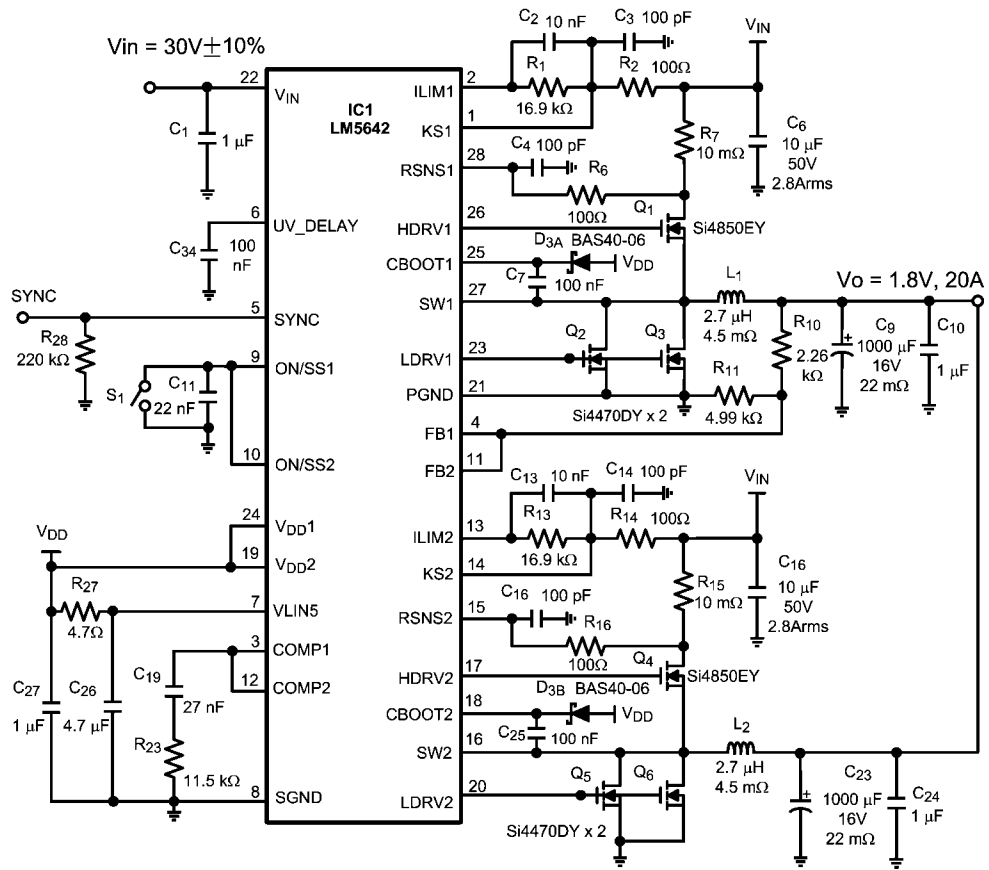 Vin = 30V±10%
22
VIN
C1
1 µF
IC1
LM5642
6
UV_DELAY
C34
100
nF
SYNC
5
SYNC
R28
220 kΩ
9
ON/SS1
S1
C11
22 nF
10
ON/SS2
VDD
24
VDD1
19
VDD2
R27
4.7Ω
7
VLIN5
3
COMP1
12
COMP2
C19
27 nF
C27
1 µF
C26
4.7 µF
R23
11.5 kΩ
8
SGND
ILIM1
2
C2
10 nF
C3
100 pF
R1
16.9 kΩ
R2
100Ω
VIN
KS1
1
R7
10 mΩ
C6
10 µF
50V
2.8Arms
RSNS1
28
C4
100 pF
R6
100Ω
HDRV1
26
Q1
Si4850EY
CBOOT1
25
D3A
BAS40-06
VDD
C7
100 nF
SW1
27
L1
2.7 µH
4.5 mΩ
Vo = 1.8V, 20A
LDRV1
23
Q2
Q3
R10
2.26
kΩ
C9
1000 µF
16V
22 mΩ
C10
1 µF
PGND
21
R11
4.99 kΩ
Si4470DY x 2
FB1
4
FB2
11
ILIM2
13
C13
10 nF
C14
100 pF
R13
16.9 kΩ
R14
100Ω
VIN
KS2
14
R15
10 mΩ
C16
10 µF
50V
2.8Arms
RSNS2
15
C16
100 pF
R16
100Ω
HDRV2
17
Q4
Si4850EY
CBOOT2
18
D3B
BAS40-06
VDD
C25
100 nF
SW2
16
L2
2.7 µH
4.5 mΩ
LDRV2
20
Q5
Q6
Si4470DY x 2
C23
1000 µF
16V
22 mΩ
C24
1 µF